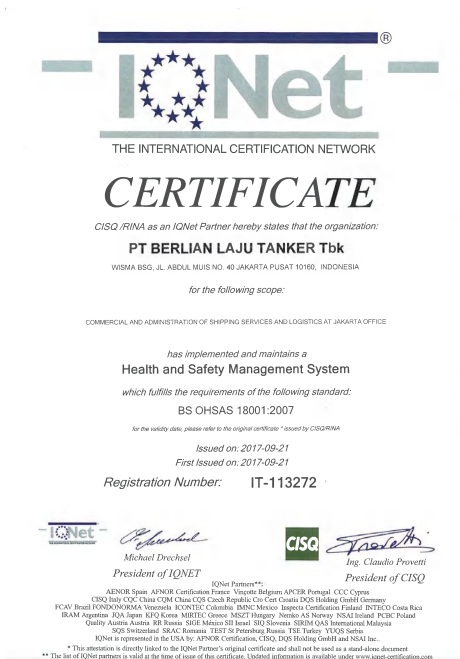 IQNet®
THE INTERNATIONAL CERTIFICATION NETWORK
CERTIFICATE
CISQ /RINA as an IQNet Partner hereby states that the organization:
PT BERLIAN LAJU TANKER Tbk
WISMA BSG, JL. ABDUL MUIS NO. 40 JAKARTA PUSAT 10160, INDONESIA
for the following scope:
COMMERCIAL AND ADMINISTRATION OF SHIPPING SERVICES AND LOGISTICS AT JAKARTA OFFICE
has implemented and maintains a
Health and Safety Management System
which fulfills the requirements of the following standard:
BS OHSAS 18001:2007
for the validity date, please refer to the original certificate * issued by CISQ/RINA
Issued on: 2017-09-21
First Issued on: 2017-09-21
Registration Number: IT-113272
IQNet
CISQ
Michael Drechsel
Ing. Claudio Provetti
President of IQNET
President of CISQ
IQNet Partners**:
AENOR Spain AFNOR Certification France Vinçotte Belgium APCER Portugal CCC Cyprus
CISQ Italy CQC China CQM China CQS Czech Republic Cro Cert Croatia DQS Holding GmbH Germany
FCAV Brazil FONDONORMA Venezuela ICONTEC Colombia IMNC Mexico Inspecta Certification Finland INTECO Costa Rica
IRAM Argentina JQA Japan KFQ Korea MIRTEC Greece MSZT Hungary Nemko AS Norway NSAI Ireland PCBC Poland
Quality Austria Austria RR Russia SIGE México SII Israel SIQ Slovenia SIRIM QAS International Malaysia
SQS Switzerland SRAC Romania TEST St Petersburg Russia TSE Turkey YUQS Serbia
IQNet is represented in the USA by: AFNOR Certification, CISQ, DQS Holding GmbH and NSAI Inc..
* This attestation is directly linked to the IQNet Partner's original certificate and shall not be used as a stand-alone document
** The list of IQNet partners is valid at the time of issue of this certificate. Updated information is available under www.iqnet-certification.com